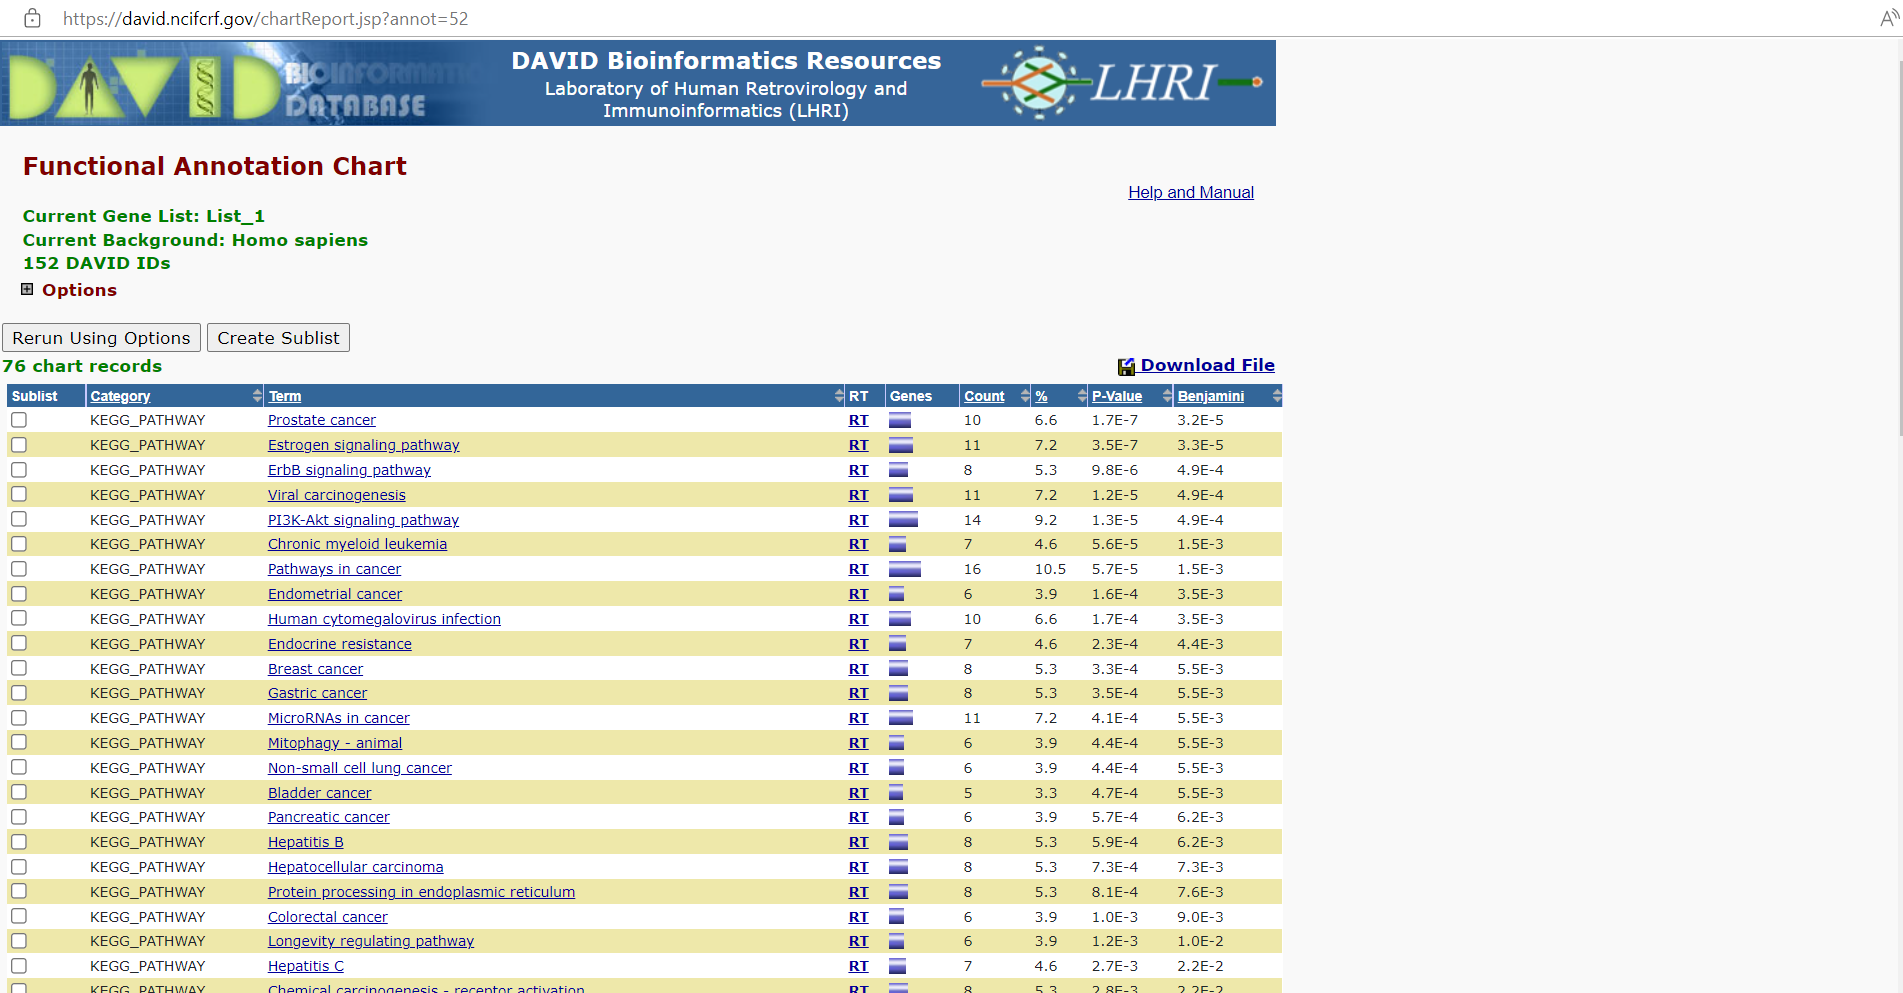 https://david.ncifcrf.gov/chartReport.jsp?annot=52
DAVID BIOINFORMATICS DATABASE
DAVID Bioinformatics Resources
Laboratory of Human Retrovirology and
Immunoinformatics (LHRI)
LHRI
Functional Annotation Chart
Help and Manual
Current Gene List: List_1
Current Background: Homo sapiens
152 DAVID IDs
Options
Rerun Using Options Create Sublist
76 chart records Download File
Sublist Category Term RT Genes Count % P-Value Benjamini
KEGG_PATHWAY Prostate cancer RT 10 6.6 1.7E-7 3.2E-5
KEGG_PATHWAY Estrogen signaling pathway RT 11 7.2 3.5E-7 3.3E-5
KEGG_PATHWAY ErbB signaling pathway RT 8 5.3 9.8E-6 4.9E-4
KEGG_PATHWAY Viral carcinogenesis RT 11 7.2 1.2E-5 4.9E-4
KEGG_PATHWAY PI3K-Akt signaling pathway RT 14 9.2 1.3E-5 4.9E-4
KEGG_PATHWAY Chronic myeloid leukemia RT 7 4.6 5.6E-5 1.5E-3
KEGG_PATHWAY Pathways in cancer RT 16 10.5 5.7E-5 1.5E-3
KEGG_PATHWAY Endometrial cancer RT 6 3.9 1.6E-4 3.5E-3
KEGG_PATHWAY Human cytomegalovirus infection RT 10 6.6 1.7E-4 3.5E-3
KEGG_PATHWAY Endocrine resistance RT 7 4.6 2.3E-4 4.4E-3
KEGG_PATHWAY Breast cancer RT 8 5.3 3.3E-4 5.5E-3
KEGG_PATHWAY Gastric cancer RT 8 5.3 3.5E-4 5.5E-3
KEGG_PATHWAY MicroRNAs in cancer RT 11 7.2 4.1E-4 5.5E-3
KEGG_PATHWAY Mitophagy - animal RT 6 3.9 4.4E-4 5.5E-3
KEGG_PATHWAY Non-small cell lung cancer RT 6 3.9 4.4E-4 5.5E-3
KEGG_PATHWAY Bladder cancer RT 5 3.3 4.7E-4 5.5E-3
KEGG_PATHWAY Pancreatic cancer RT 6 3.9 5.7E-4 6.2E-3
KEGG_PATHWAY Hepatitis B RT 8 5.3 5.9E-4 6.2E-3
KEGG_PATHWAY Hepatocellular carcinoma RT 8 5.3 7.3E-4 7.3E-3
KEGG_PATHWAY Protein processing in endoplasmic reticulum RT 8 5.3 8.1E-4 7.6E-3
KEGG_PATHWAY Colorectal cancer RT 6 3.9 1.0E-3 9.0E-3
KEGG_PATHWAY Longevity regulating pathway RT 6 3.9 1.2E-3 1.0E-2
KEGG_PATHWAY Hepatitis C RT 7 4.6 2.7E-3 2.2E-2
KEGG_PATHWAY Chemical carcinogenesis - receptor activation RT 8 5.3 2.8E-3 2.2E-2